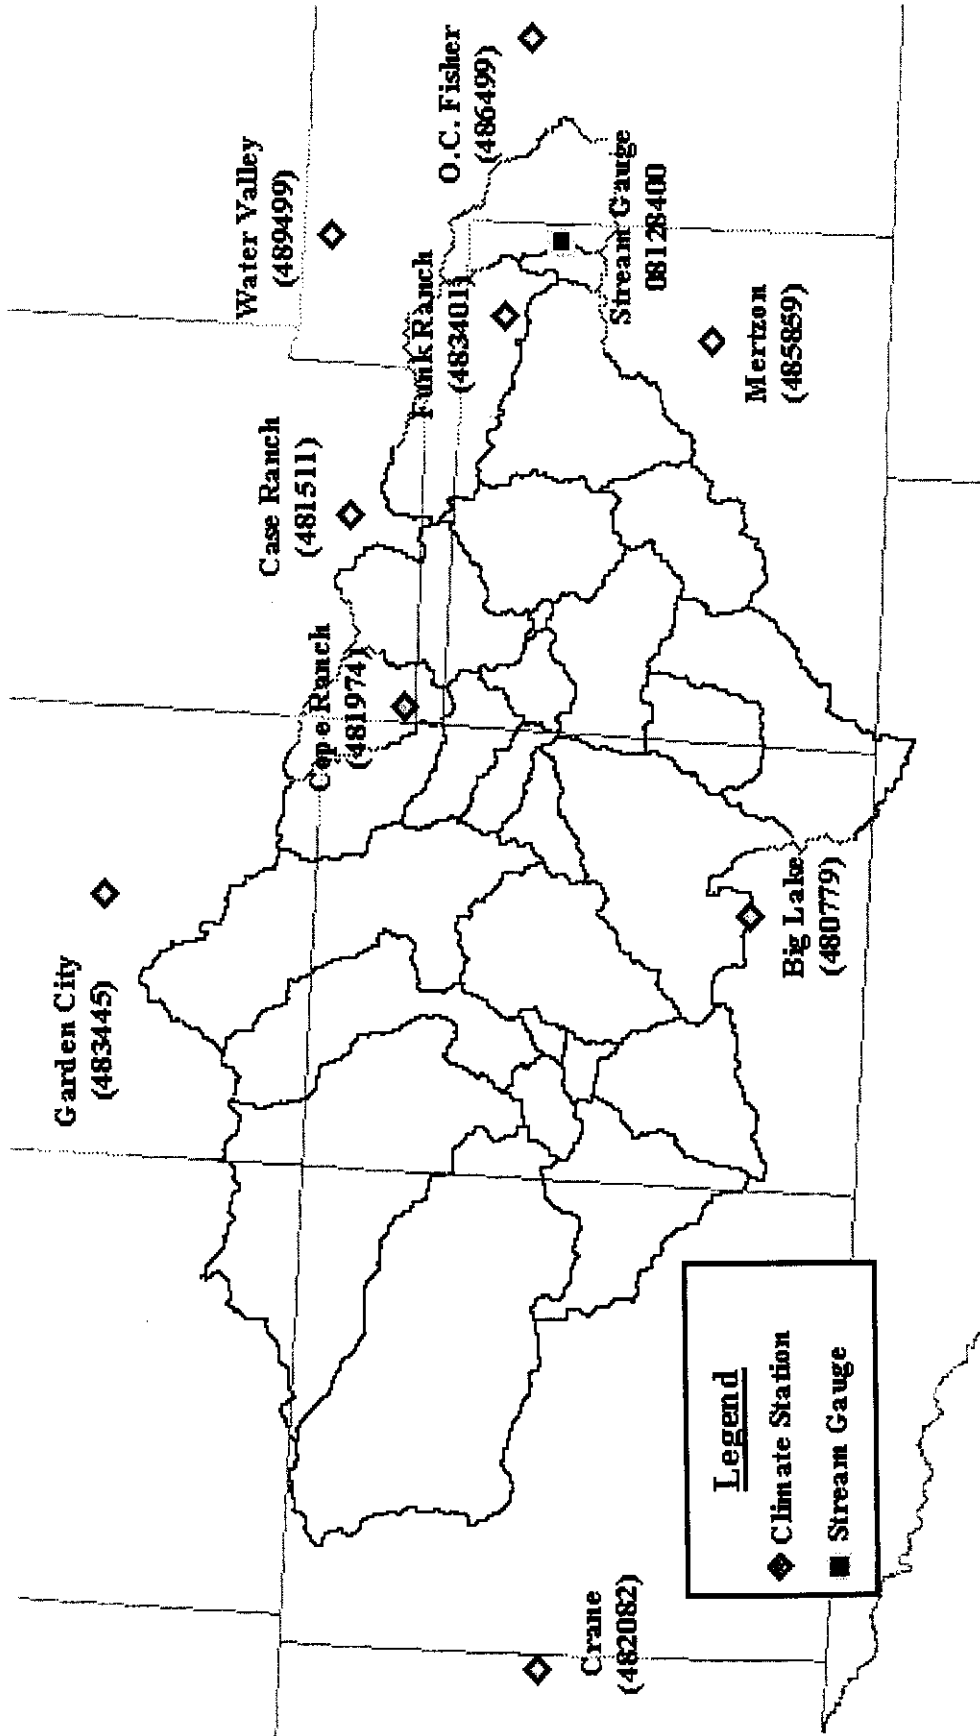 Garden City
(483445)
Water Valley
(489499)
Case Ranch
(481511)
Cope Ranch
(481974)
Funk Ranch
(483401)
O.C. Fisher
(486499)
Stream Gauge
08128400
Mertzon
(485859)
Big Lake
(480779)
Crane
(482082)
Legend
Climate Station
Stream Gauge